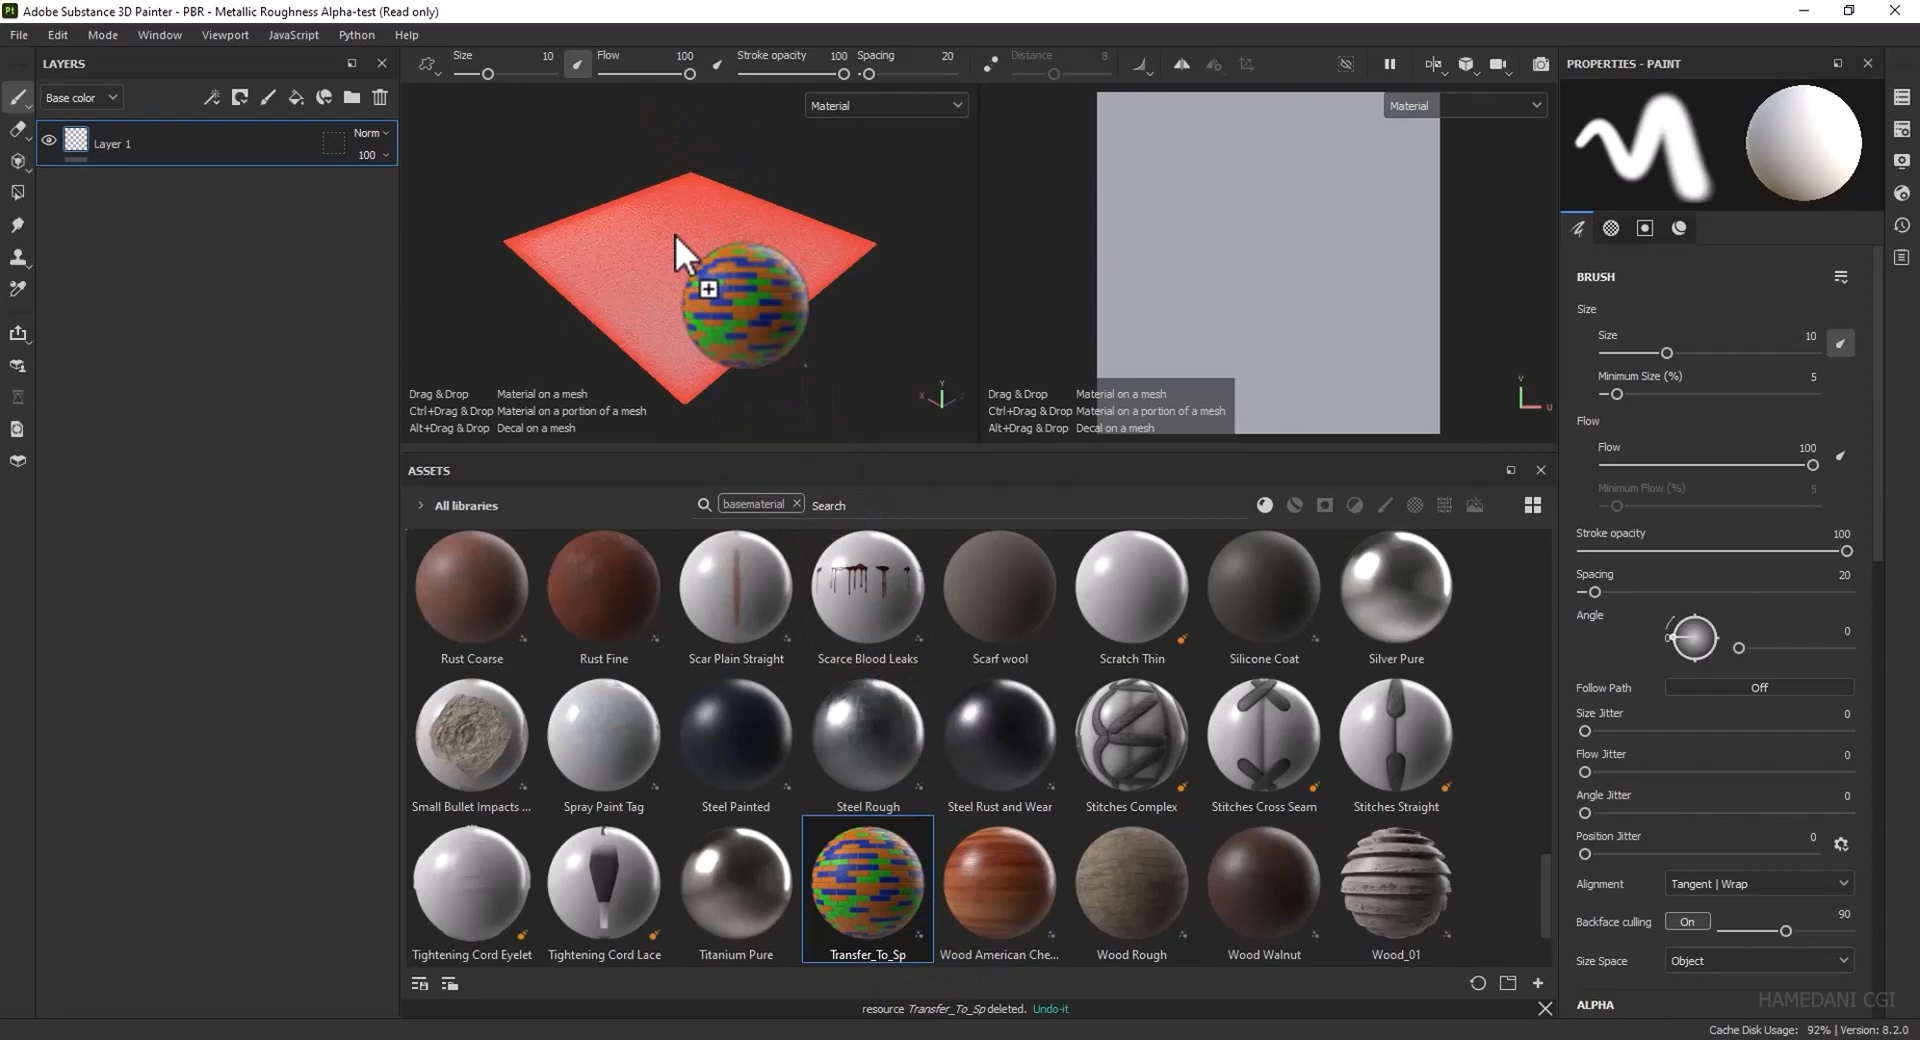 Adobe Substance 3D Painter - PBR - Metallic Roughness Alpha-test (Read only)
File Edit Mode Window Viewport JavaScript Python Help
LAYERS
Base color
Layer 1
Norm
100
Size 10
Flow 100
Stroke opacity 100
Spacing 20
Distance 8
Material
Drag & Drop Material on a mesh
Ctrl+Drag & Drop Material on a portion of a mesh
Alt+Drag & Drop Decal on a mesh
Y
X
Material
Drag & Drop Material on a mesh
Ctrl+Drag & Drop Material on a portion of a mesh
Alt+Drag & Drop Decal on a mesh
V
U
ASSETS
All libraries
basematerial
Search
Rust Coarse
Rust Fine
Scar Plain Straight
Scarce Blood Leaks
Scarf wool
Scratch Thin
Silicone Coat
Silver Pure
Small Bullet Impacts ...
Spray Paint Tag
Steel Painted
Steel Rough
Steel Rust and Wear
Stitches Complex
Stitches Cross Seam
Stitches Straight
Tightening Cord Eyelet
Tightening Cord Lace
Titanium Pure
Transfer_To_Sp
Wood American Che...
Wood Rough
Wood Walnut
Wood_01
resource Transfer_To_Sp deleted. Undo-it
PROPERTIES - PAINT
BRUSH
Size
Size 10
Minimum Size (%) 5
Flow
Flow 100
Minimum Flow (%) 5
Stroke opacity 100
Spacing 20
Angle
0
Follow Path Off
Size Jitter 0
Flow Jitter 0
Angle Jitter 0
Position Jitter 0
Alignment Tangent | Wrap
Backface culling On 90
Size Space Object
ALPHA
HAMEDANI CGI
Cache Disk Usage: 92% | Version: 8.2.0